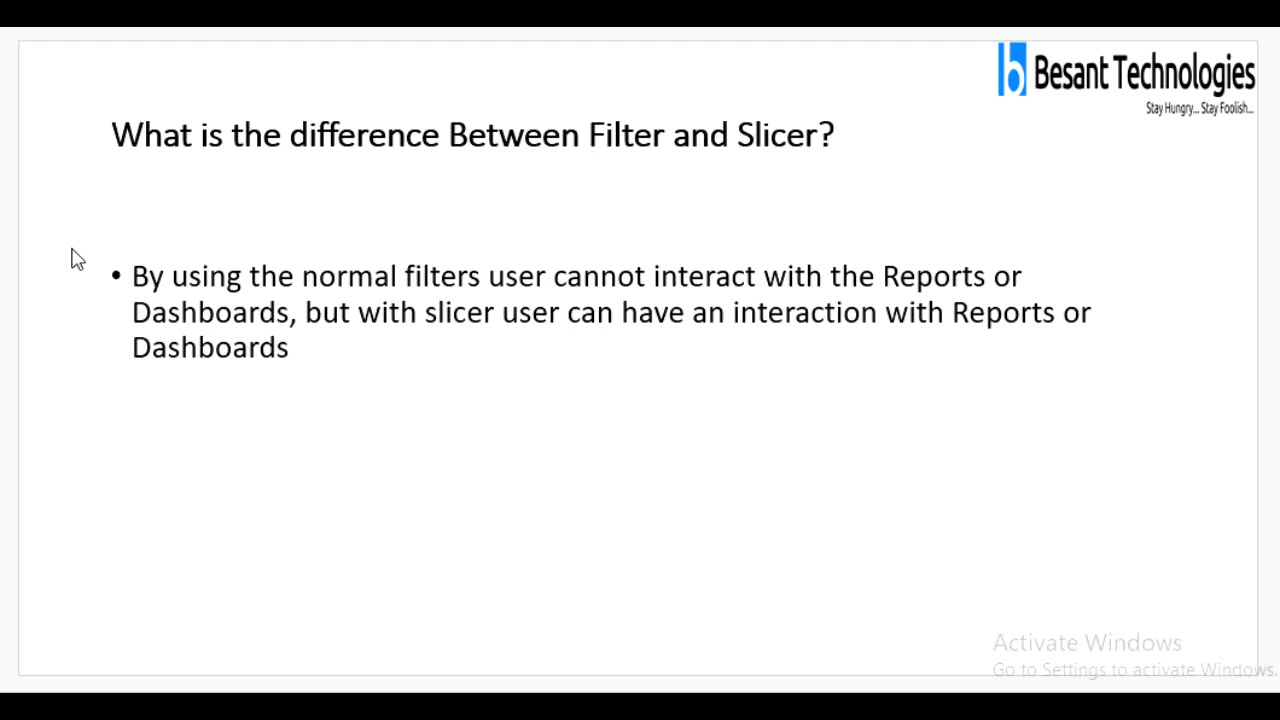 b Besant Technologies
Stay Hungry... Stay Foolish...
What is the difference Between Filter and Slicer?
• By using the normal filters user cannot interact with the Reports or
Dashboards, but with slicer user can have an interaction with Reports or
Dashboards
Activate Windows
Go to Settings to activate Windows.